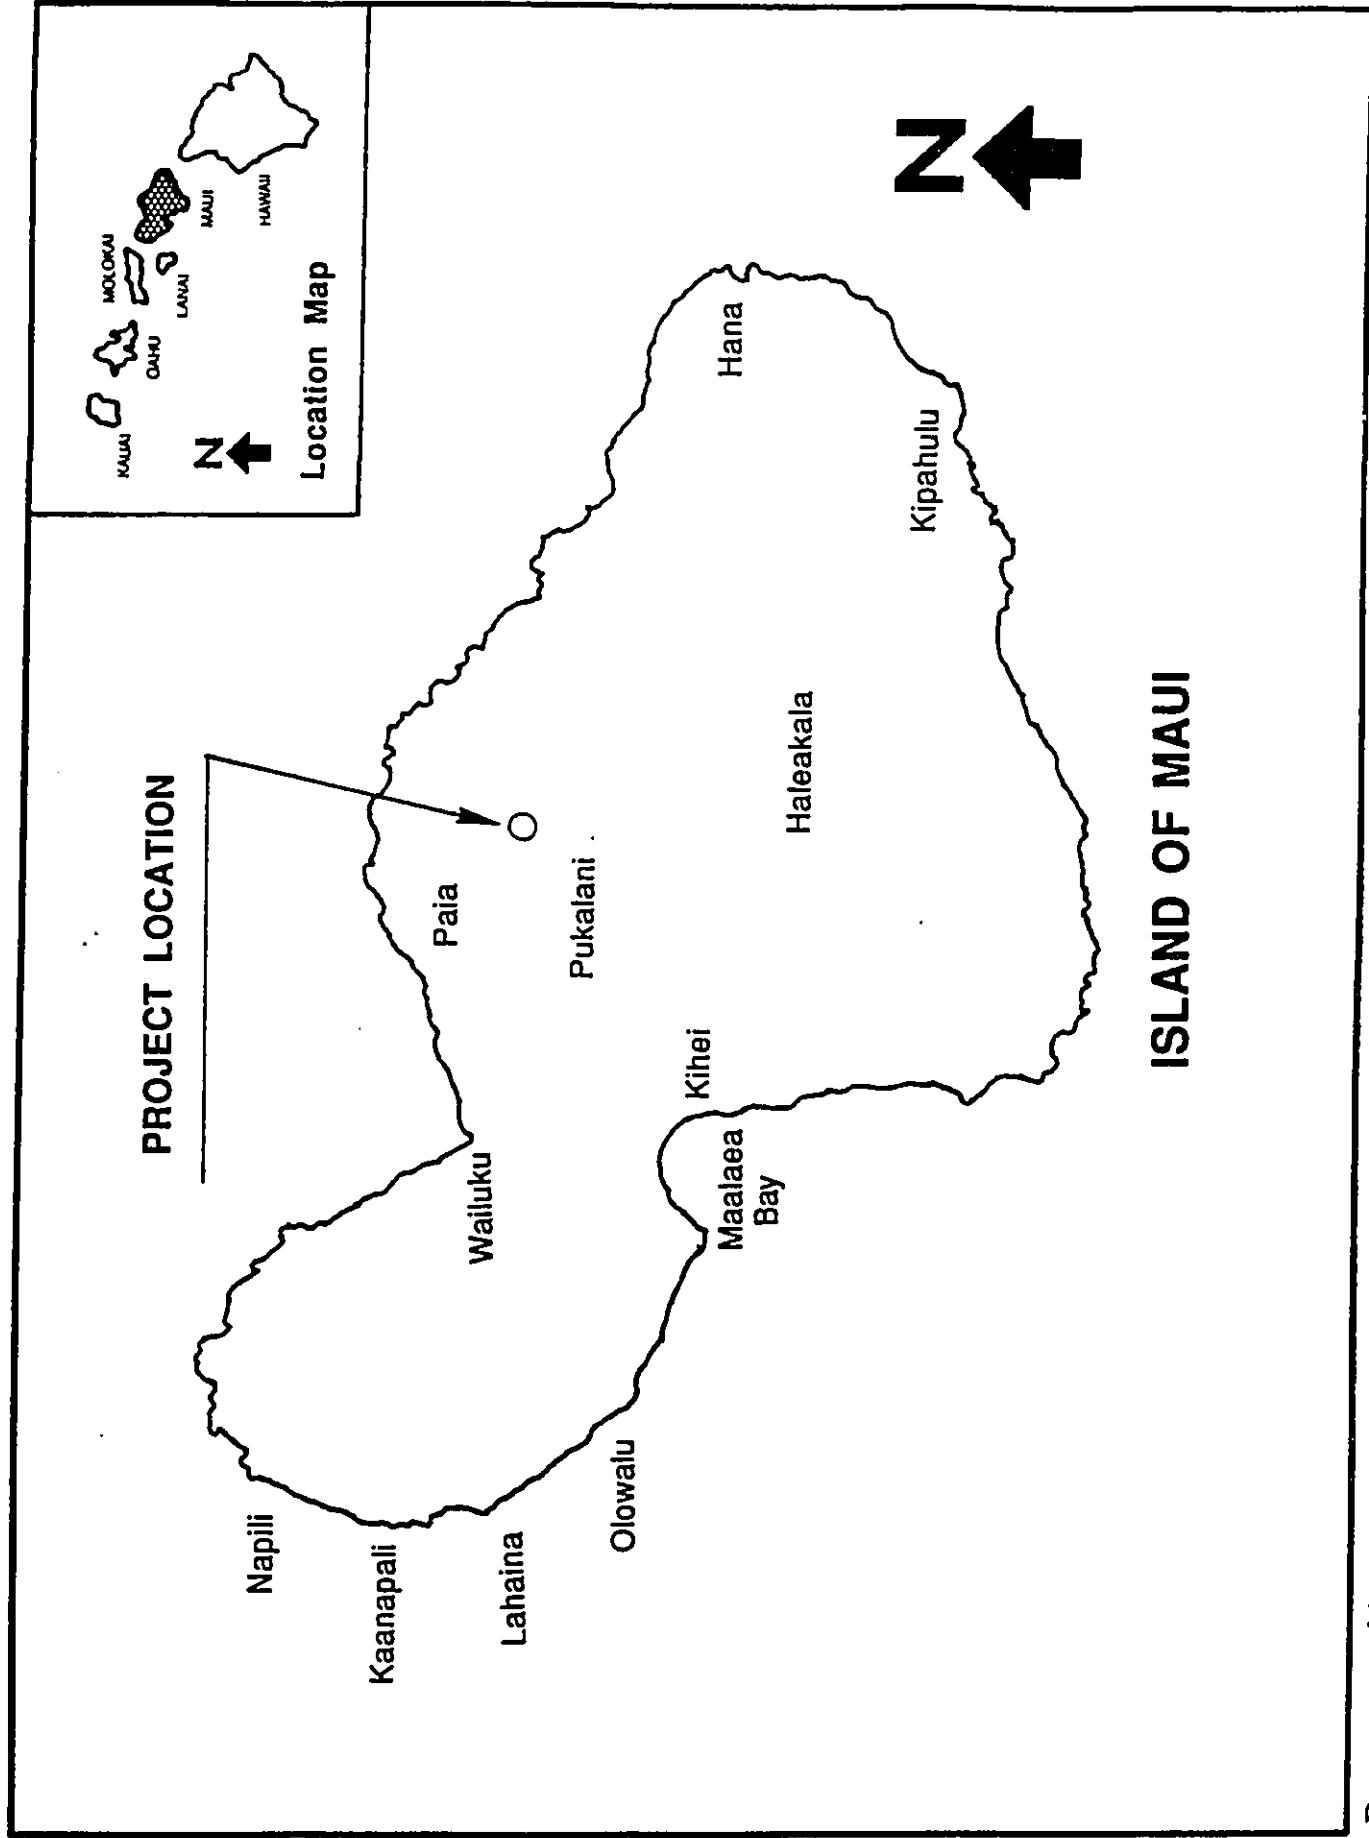 PROJECT LOCATION
KAUAI
OAHU
MOLOKAI
LANAI
MAUI
HAWAII
N
Location Map
Napili
Kaanapali
Lahaina
Olowalu
Wailuku
Maalaea
Bay
Kihei
Paia
Pukalani
Haleakala
Hana
Kipahulu
N
ISLAND OF MAUI